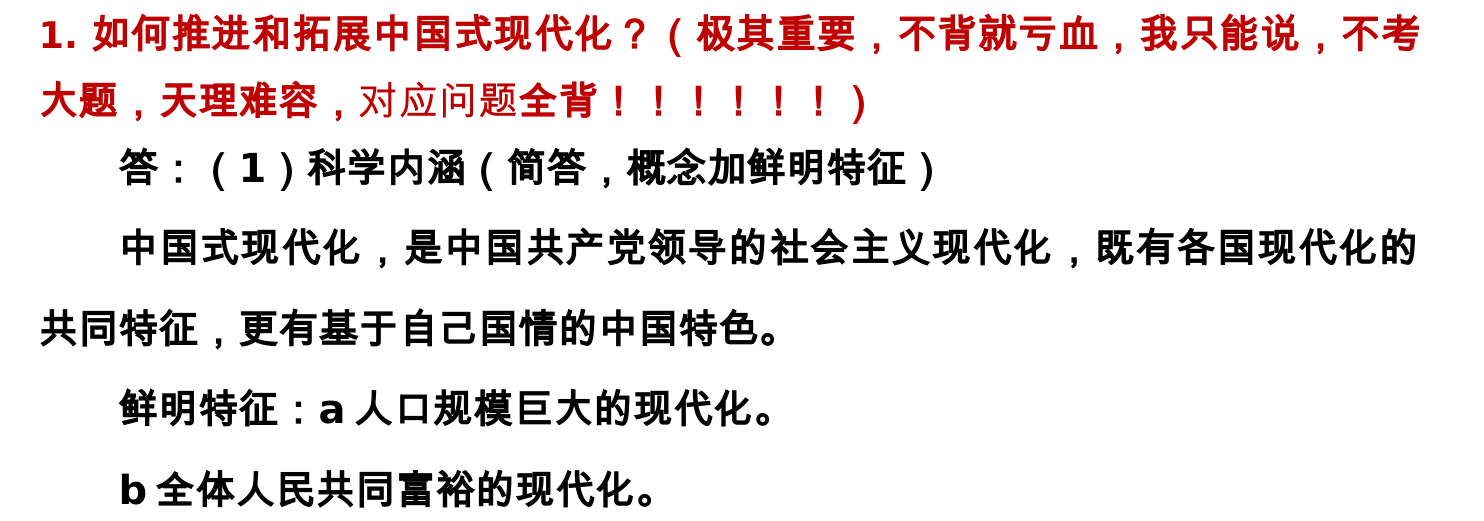 1. 如何推进和拓展中国式现代化？（极其重要，不背就亏血，我只能说，不考
大题，天理难容，对应问题全背！！！！！！）
答：（1）科学内涵（简答，概念加鲜明特征）
中国式现代化，是中国共产党领导的社会主义现代化，既有各国现代化的
共同特征，更有基于自己国情的中国特色。
鲜明特征：a 人口规模巨大的现代化。
b 全体人民共同富裕的现代化。